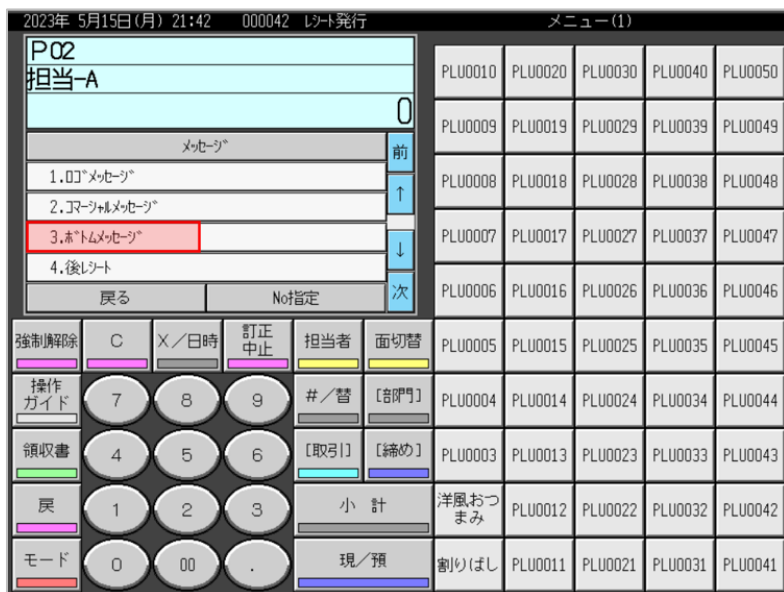 2023年 5月15日(月) 21:42 000042 ﾚｼｰﾄ発行 メニュー(1)
P02
担当-A
0
ﾒｯｾｰｼﾞ
前
1.ﾛｺﾞﾒｯｾｰｼﾞ
↑
2.ｺﾏｰｼｬﾙﾒｯｾｰｼﾞ
3.ﾎﾞﾄﾑﾒｯｾｰｼﾞ
↓
4.後ﾚｼｰﾄ
戻る No指定 次
強制解除 C X／日時 訂正中止 担当者 面切替
操作ガイド 7 8 9 #／替 [部門]
領収書 4 5 6 [取引] [締め]
戻 1 2 3 小 計
モード 0 00 . 現／預
PLU0010 PLU0020 PLU0030 PLU0040 PLU0050
PLU0009 PLU0019 PLU0029 PLU0039 PLU0049
PLU0008 PLU0018 PLU0028 PLU0038 PLU0048
PLU0007 PLU0017 PLU0027 PLU0037 PLU0047
PLU0006 PLU0016 PLU0026 PLU0036 PLU0046
PLU0005 PLU0015 PLU0025 PLU0035 PLU0045
PLU0004 PLU0014 PLU0024 PLU0034 PLU0044
PLU0003 PLU0013 PLU0023 PLU0033 PLU0043
洋風おつまみ PLU0012 PLU0022 PLU0032 PLU0042
割りばし PLU0011 PLU0021 PLU0031 PLU0041